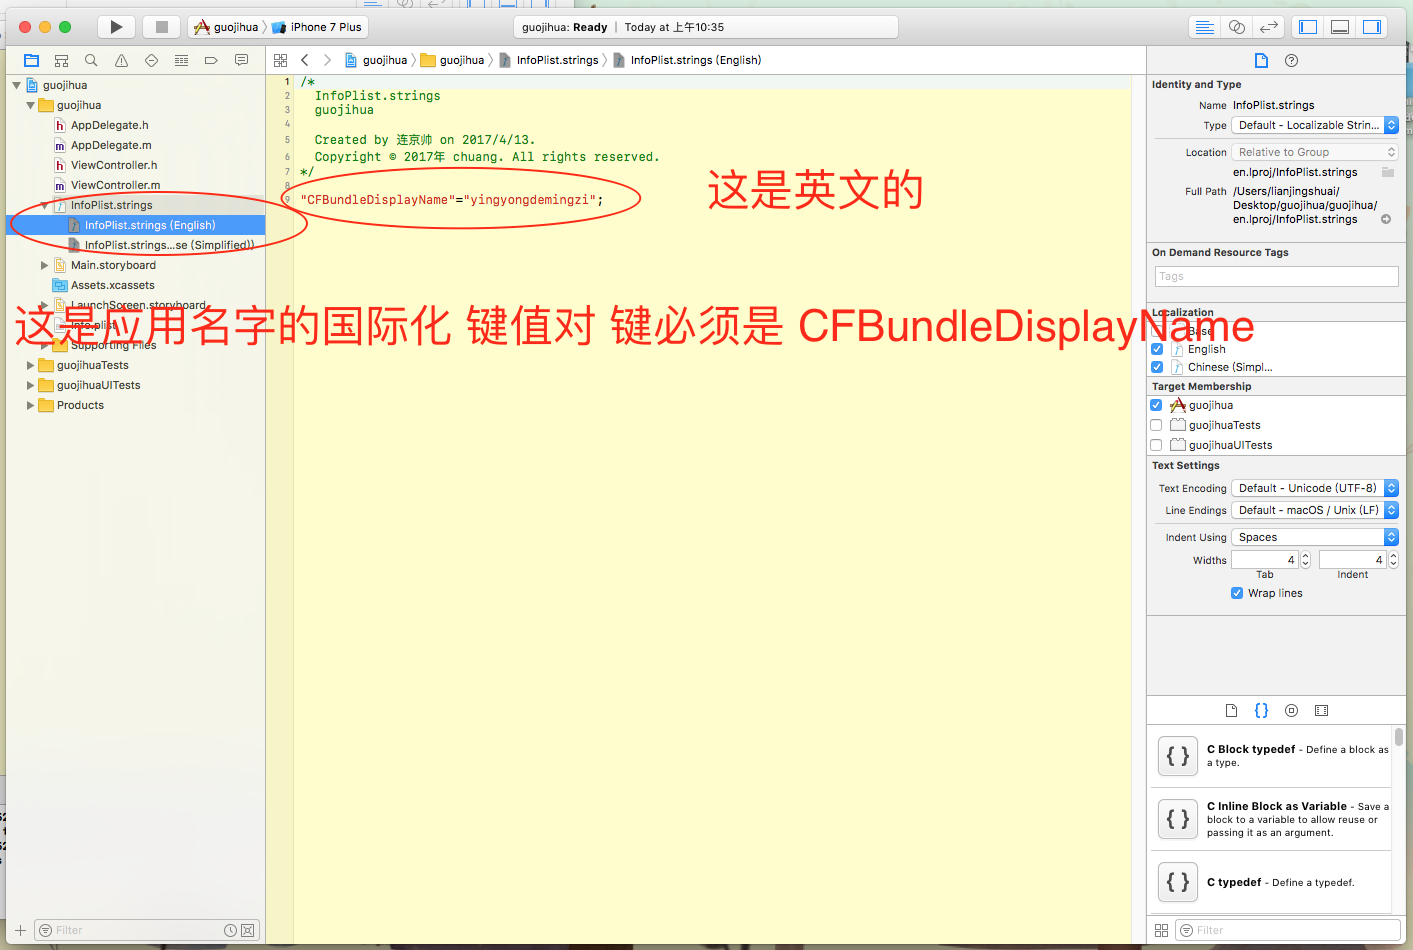 guojihua
iPhone 7 Plus
guojihua: Ready
Today at 上午10:35
guojihua
guojihua
InfoPlist.strings
InfoPlist.strings (English)
guojihua
guojihua
AppDelegate.h
AppDelegate.m
ViewController.h
ViewController.m
InfoPlist.strings
InfoPlist.strings (English)
InfoPlist.strings...se (Simplified))
Main.storyboard
Assets.xcassets
LaunchScreen.storyboard
Info.plist
Supporting Files
guojihuaTests
guojihuaUITests
Products
Filter
1 /*
2 InfoPlist.strings
3 guojihua
4
5 Created by 连京帅 on 2017/4/13.
6 Copyright © 2017年 chuang. All rights reserved.
7 */
8
9 "CFBundleDisplayName"="yingyongdemingzi";
这是英文的
这是应用名字的国际化 键值对 键必须是 CFBundleDisplayName
Identity and Type
Name InfoPlist.strings
Type Default - Localizable Strin...
Location Relative to Group
en.lproj/InfoPlist.strings
Full Path /Users/lianjingshuai/
Desktop/guojihua/guojihua/
en.lproj/InfoPlist.strings
On Demand Resource Tags
Tags
Localization
Base
English
Chinese (Simpl...
Target Membership
guojihua
guojihuaTests
guojihuaUITests
Text Settings
Text Encoding Default - Unicode (UTF-8)
Line Endings Default - macOS / Unix (LF)
Indent Using Spaces
Widths 4 4
Tab Indent
Wrap lines
{ } C Block typedef - Define a block as
a type.
{ } C Inline Block as Variable - Save a
block to a variable to allow reuse or
passing it as an argument.
{ } C typedef - Define a typedef.
Filter